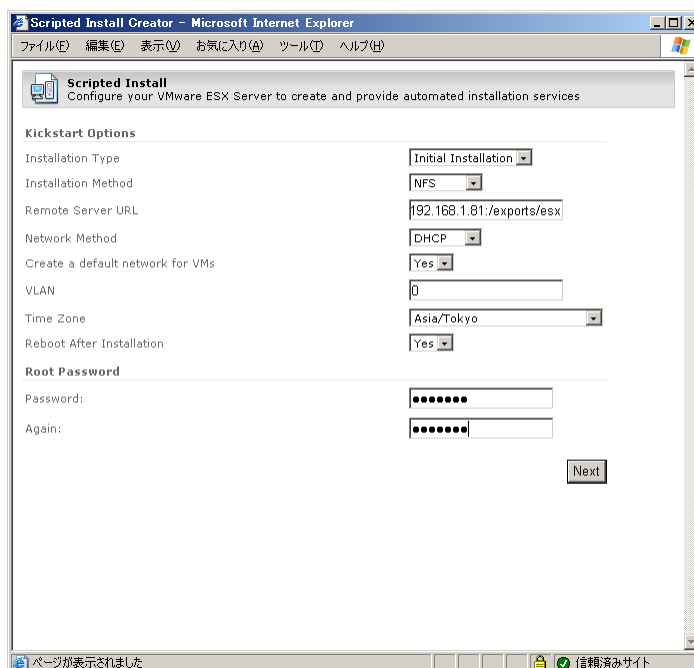 Scripted Install Creator - Microsoft Internet Explorer
ファイル(F) 編集(E) 表示(V) お気に入り(A) ツール(T) ヘルプ(H)
Scripted Install
Configure your VMware ESX Server to create and provide automated installation services
Kickstart Options
Installation Type Initial Installation
Installation Method NFS
Remote Server URL 192.168.1.81:/exports/esx
Network Method DHCP
Create a default network for VMs Yes
VLAN 0
Time Zone Asia/Tokyo
Reboot After Installation Yes
Root Password
Password: ●●●●●●●
Again: ●●●●●●●
Next
ページが表示されました 信頼済みサイト